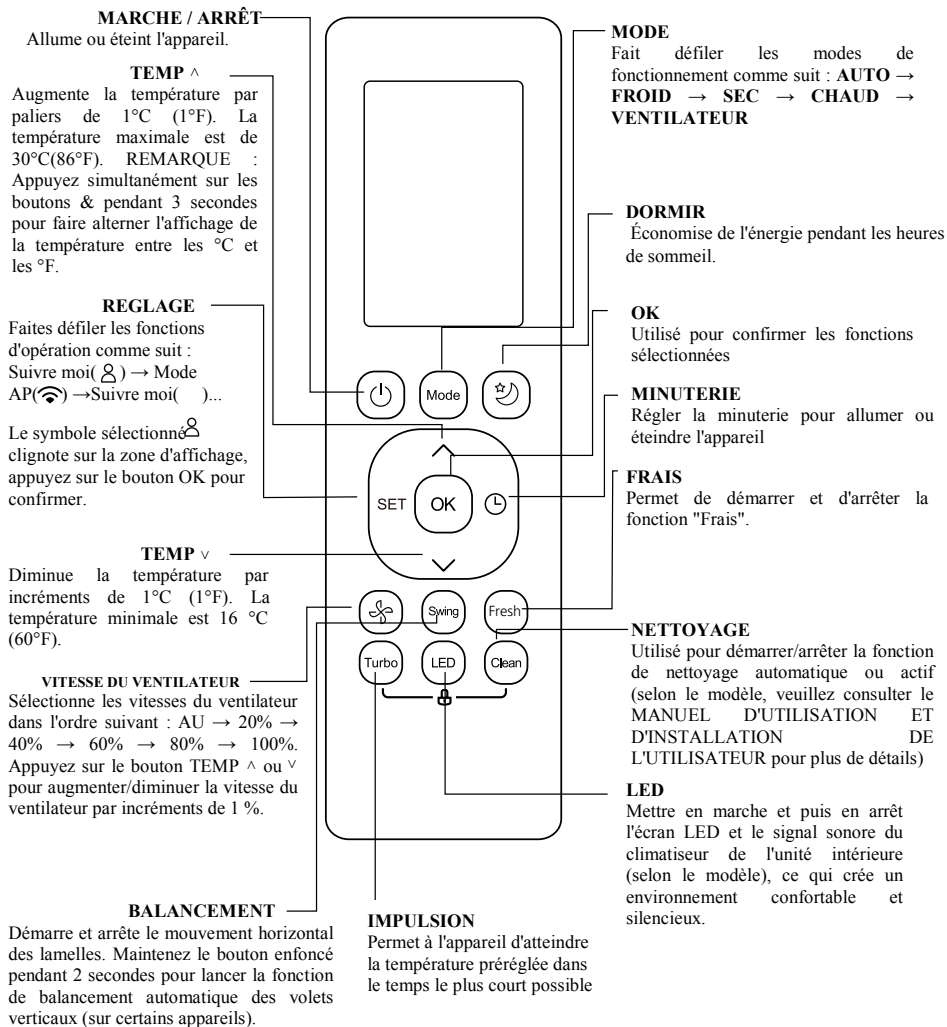 MARCHE / ARRÊT
Allume ou éteint l'appareil.
TEMP ^
Augmente la température par
paliers de 1°C (1°F). La
température maximale est de
30°C(86°F). REMARQUE :
Appuyez simultanément sur les
boutons & pendant 3 secondes
pour faire alterner l'affichage de
la température entre les °C et
les °F.
REGLAGE
Faites défiler les fonctions
d'opération comme suit :
Suivre moi( ) → Mode
AP( ) →Suivre moi( )...
Le symbole sélectionné
clignote sur la zone d'affichage,
appuyez sur le bouton OK pour
confirmer.
TEMP ˅
Diminue la température par
incréments de 1°C (1°F). La
température minimale est 16 °C
(60°F).
VITESSE DU VENTILATEUR
Sélectionne les vitesses du ventilateur
dans l'ordre suivant : AU → 20% →
40% → 60% → 80% → 100%.
Appuyez sur le bouton TEMP ^ ou ˅
pour augmenter/diminuer la vitesse du
ventilateur par incréments de 1 %.
BALANCEMENT
Démarre et arrête le mouvement horizontal
des lamelles. Maintenez le bouton enfoncé
pendant 2 secondes pour lancer la fonction
de balancement automatique des volets
verticaux (sur certains appareils).
Mode
SET
OK
Swing
Fresh
Turbo
LED
Clean
IMPULSION
Permet à l'appareil d'atteindre
la température préréglée dans
le temps le plus court possible
MODE
Fait défiler les modes de
fonctionnement comme suit : AUTO →
FROID → SEC → CHAUD →
VENTILATEUR
DORMIR
Économise de l'énergie pendant les heures
de sommeil.
OK
Utilisé pour confirmer les fonctions
sélectionnées
MINUTERIE
Régler la minuterie pour allumer ou
éteindre l'appareil
FRAIS
Permet de démarrer et d'arrêter la
fonction "Frais".
NETTOYAGE
Utilisé pour démarrer/arrêter la fonction
de nettoyage automatique ou actif
(selon le modèle, veuillez consulter le
MANUEL D'UTILISATION ET
D'INSTALLATION DE
L'UTILISATEUR pour plus de détails)
LED
Mettre en marche et puis en arrêt
l'écran LED et le signal sonore du
climatiseur de l'unité intérieure
(selon le modèle), ce qui crée un
environnement confortable et
silencieux.